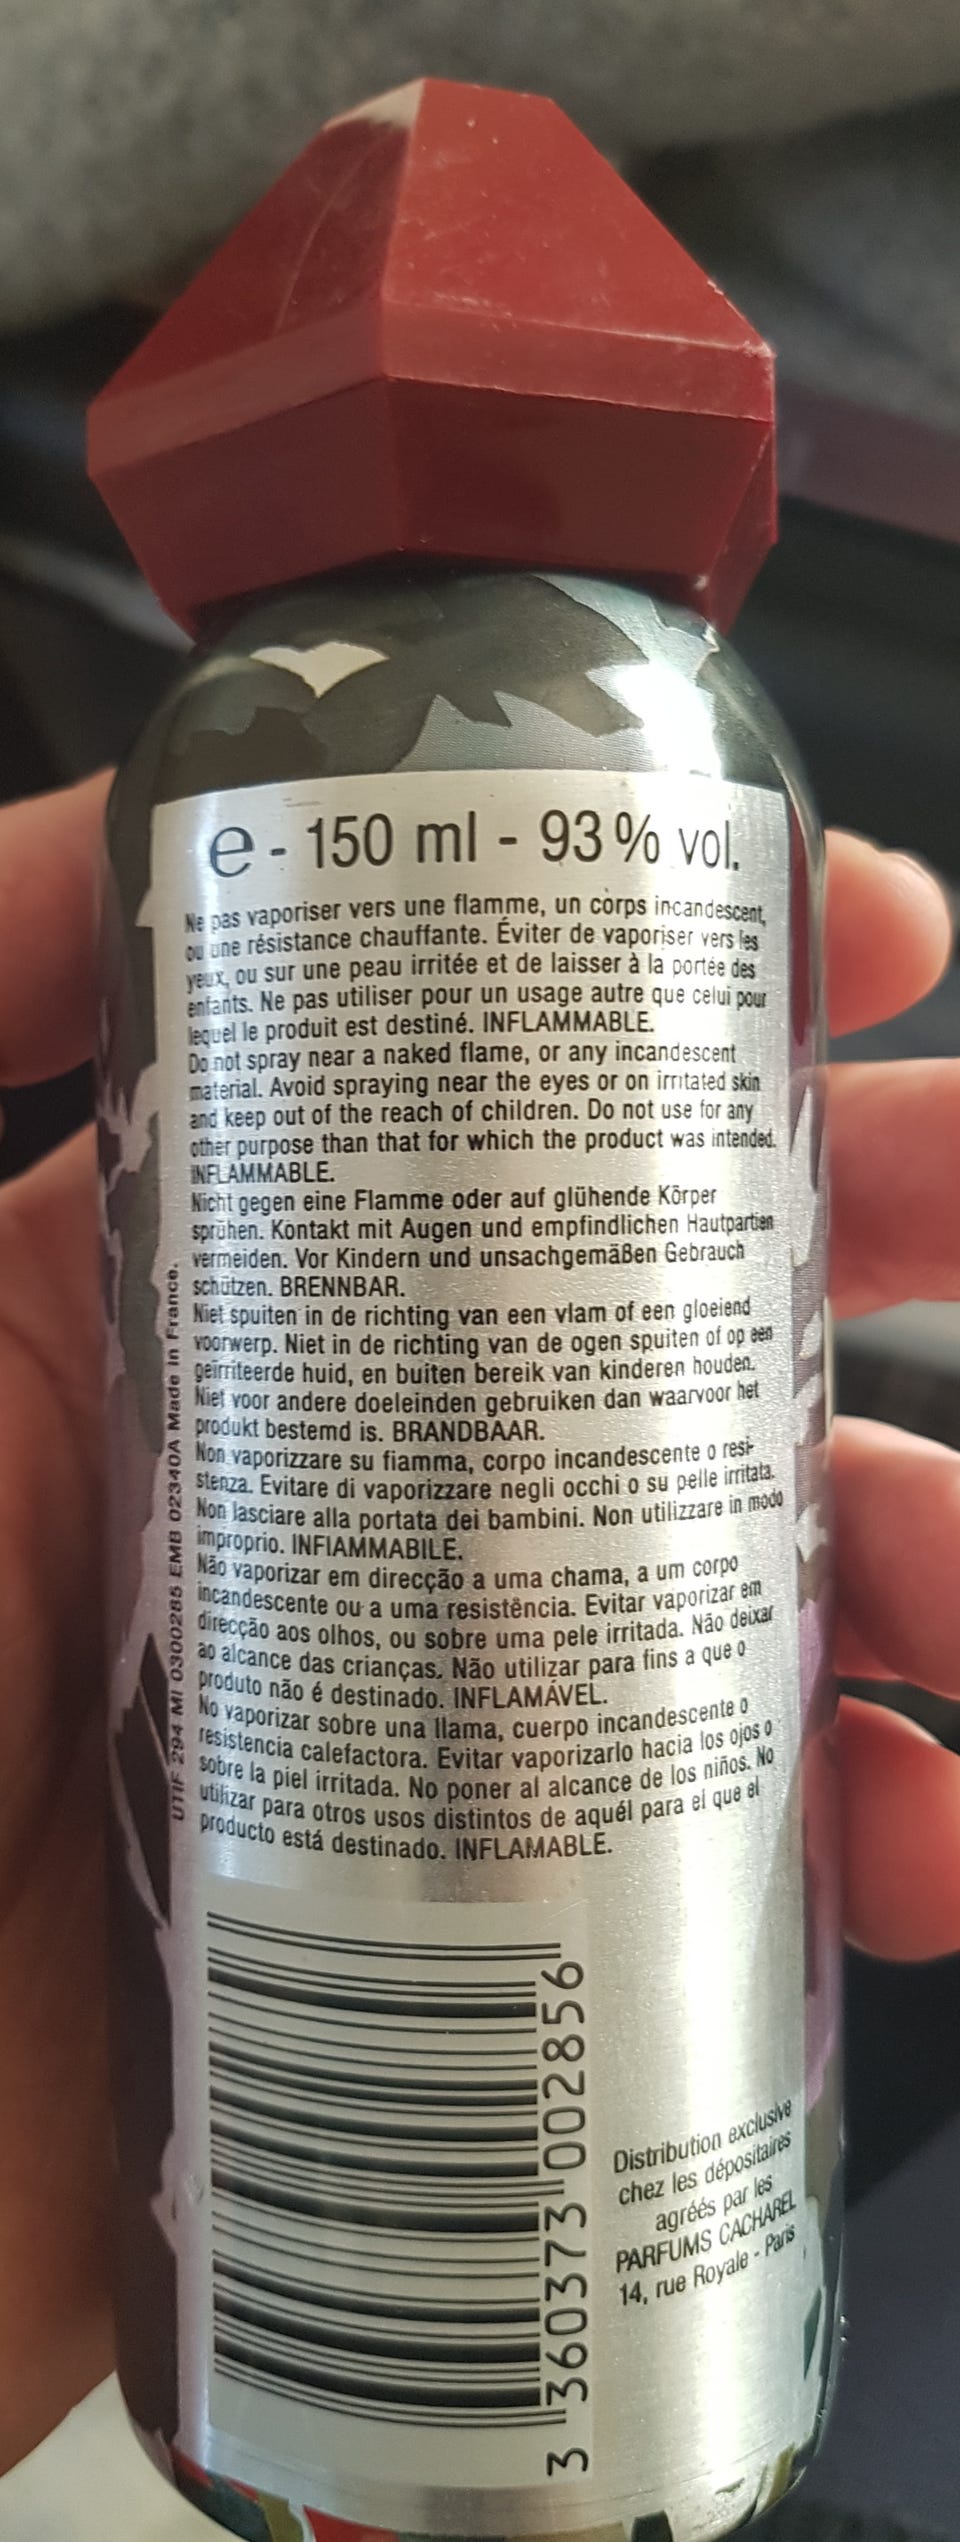 e - 150 ml - 93% vol.
Ne pas vaporiser vers une flamme, un corps incandescent,
ou une résistance chauffante. Éviter de vaporiser vers les
yeux, ou sur une peau irritée et de laisser à la portée des
enfants. Ne pas utiliser pour un usage autre que celui pour
lequel le produit est destiné. INFLAMMABLE.
Do not spray near a naked flame, or any incandescent
material. Avoid spraying near the eyes or on irritated skin
and keep out of the reach of children. Do not use for any
other purpose than that for which the product was intended.
INFLAMMABLE.
Nicht gegen eine Flamme oder auf glühende Körper
sprühen. Kontakt mit Augen und empfindlichen Hautpartien
vermeiden. Vor Kindern und unsachgemäßen Gebrauch
schützen. BRENNBAR.
Niet spuiten in de richting van een vlam of een gloeiend
voorwerp. Niet in de richting van de ogen spuiten of op een
geïrriteerde huid, en buiten bereik van kinderen houden.
Niet voor andere doeleinden gebruiken dan waarvoor het
produkt bestemd is. BRANDBAAR.
Non vaporizzare su fiamma, corpo incandescente o resi-
stenza. Evitare di vaporizzare negli occhi o su pelle irritata.
Non lasciare alla portata dei bambini. Non utilizzare in modo
improprio. INFIAMMABILE.
Não vaporizar em direcção a uma chama, a um corpo
incandescente ou a uma resistência. Evitar vaporizar em
direcção aos olhos, ou sobre uma pele irritada. Não deixar
ao alcance das crianças. Não utilizar para fins a que o
produto não é destinado. INFLAMÁVEL.
No vaporizar sobre una llama, cuerpo incandescente o
resistencia calefactora. Evitar vaporizarlo hacia los ojos o
sobre la piel irritada. No poner al alcance de los niños. No
utilizar para otros usos distintos de aquél para el que el
producto está destinado. INFLAMABLE.
UTIF 294 MI 0300285 EMB 02340A Made in France.
3 360373 002856
Distribution exclusive
chez les dépositaires
agréés par les
PARFUMS CACHAREL
14, rue Royale - Paris